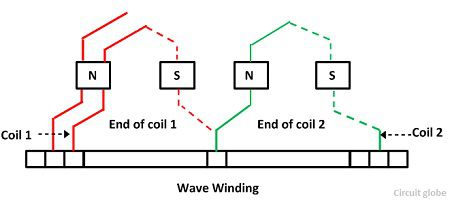 N
S
N
S
Coil 1
End of coil 1
End of coil 2
Coil 2
Wave Winding
Circuit globe